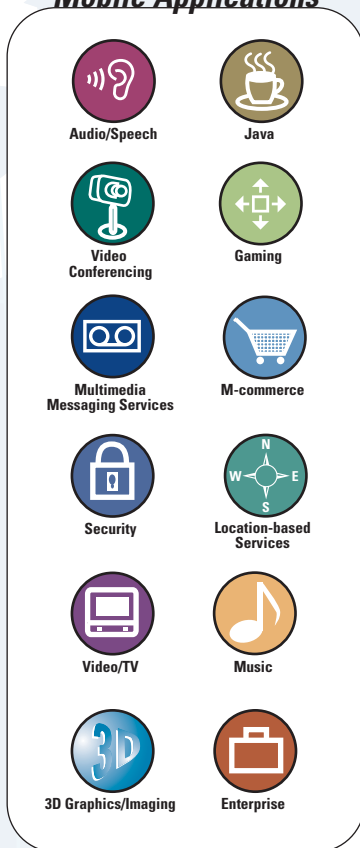 Mobile Applications
Audio/Speech
Java
Video
Conferencing
Gaming
Multimedia
Messaging Services
M-commerce
Security
N
W E
S
Location-based
Services
Video/TV
Music
3D
3D Graphics/Imaging
Enterprise